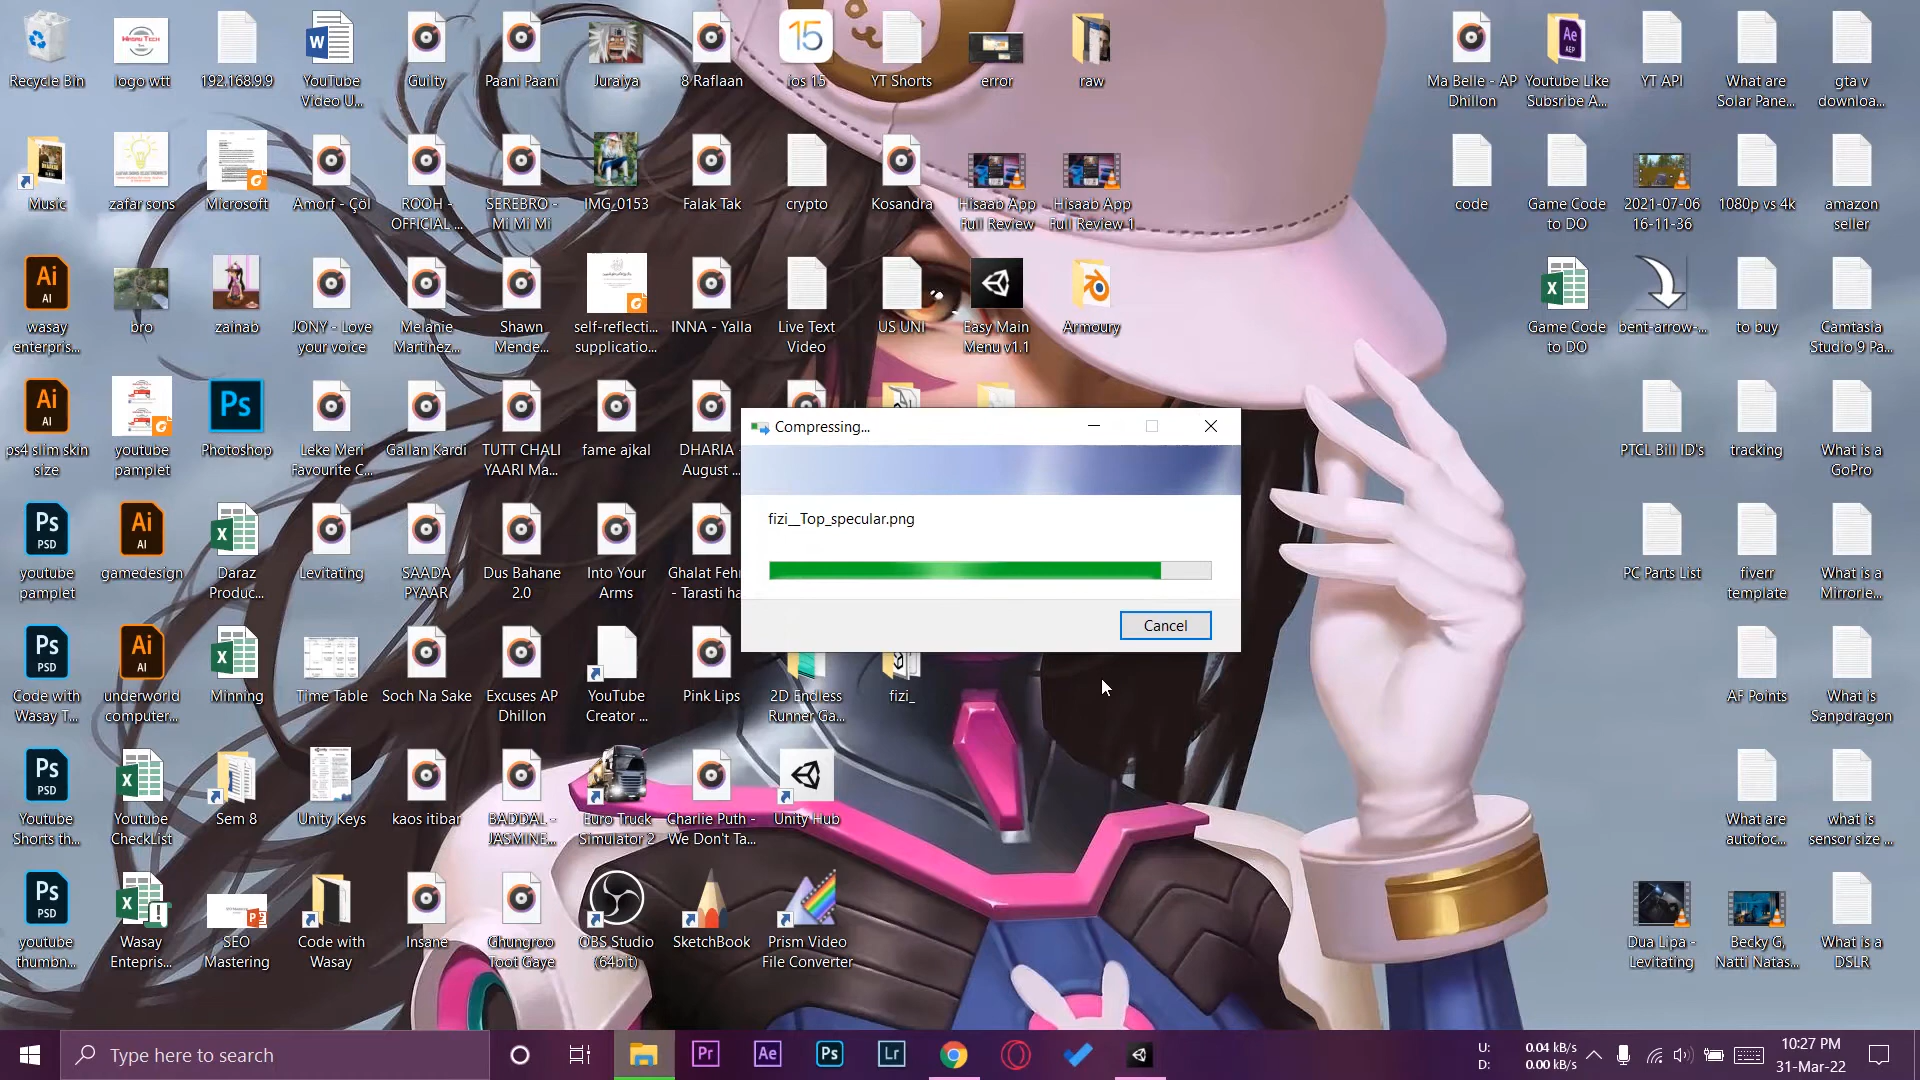 Recycle Bin
logo wtt
192.168.9.9
YouTube
Video U...
Guilty
Paani Paani
Juraiya
8 Raflaan
15
ios 15
YT Shorts
error
raw
Ma Belle - AP
Dhillon
Youtube Like
Subsribe A...
YT API
What are
Solar Pane...
gta v
downloa...
Music
zafar sons
Microsoft
Amorf - Çöl
ROOH -
OFFICIAL ...
SEREBRO -
Mi Mi Mi
IMG_0153
Falak Tak
crypto
Kosandra
Hisaab App
Full Review
Hisaab App
Full Review 1
code
Game Code
to DO
2021-07-06
16-11-36
1080p vs 4k
amazon
seller
wasay
enterpris...
bro
zainab
JONY - Love
your voice
Melanie
Martinez...
Shawn
Mende...
self-reflecti...
supplicatio...
INNA - Yalla
Live Text
Video
US UNI
Easy Main
Menu v1.1
Armoury
Game Code
to DO
bent-arrow-...
to buy
Camtasia
Studio 9 Pa...
ps4 slim skin
size
youtube
pamplet
Photoshop
Leke Meri
Favourite C...
Gallan Kardi
TUTT CHALI
YAARI Ma...
fame ajkal
DHARIA -
August ...
PTCL Bill ID's
tracking
What is a
GoPro
Compressing...
fizi__Top_specular.png
Cancel
youtube
pamplet
gamedesign
Daraz
Produc...
Levitating
SAADA
PYAAR
Dus Bahane
2.0
Into Your
Arms
Ghalat Feh
- Tarasti ha
PC Parts List
fiverr
template
What is a
Mirrorle...
Code with
Wasay T...
underworld
computer...
Minning
Time Table
Soch Na Sake
Excuses AP
Dhillon
YouTube
Creator ...
Pink Lips
2D Endless
Runner Ga...
fizi_
AF Points
What is
Sanpdragon
Youtube
Shorts th...
Youtube
CheckList
Sem 8
Unity Keys
kaos itibar
BADDAL -
JASMINE...
Euro Truck
Simulator 2
Charlie Puth -
We Don't Ta...
Unity Hub
What are
autofoc...
what is
sensor size ...
youtube
thumbn...
Wasay
Entepris...
SEO
Mastering
Code with
Wasay
Insane
Ghungroo
Toot Gaye
OBS Studio
(64bit)
SketchBook
Prism Video
File Converter
Dua Lipa -
Levitating
Becky G,
Natti Natas...
What is a
DSLR
Type here to search
Pr
Ae
Ps
Lr
U:
0.04 kB/s
D:
0.00 kB/s
10:27 PM
31-Mar-22